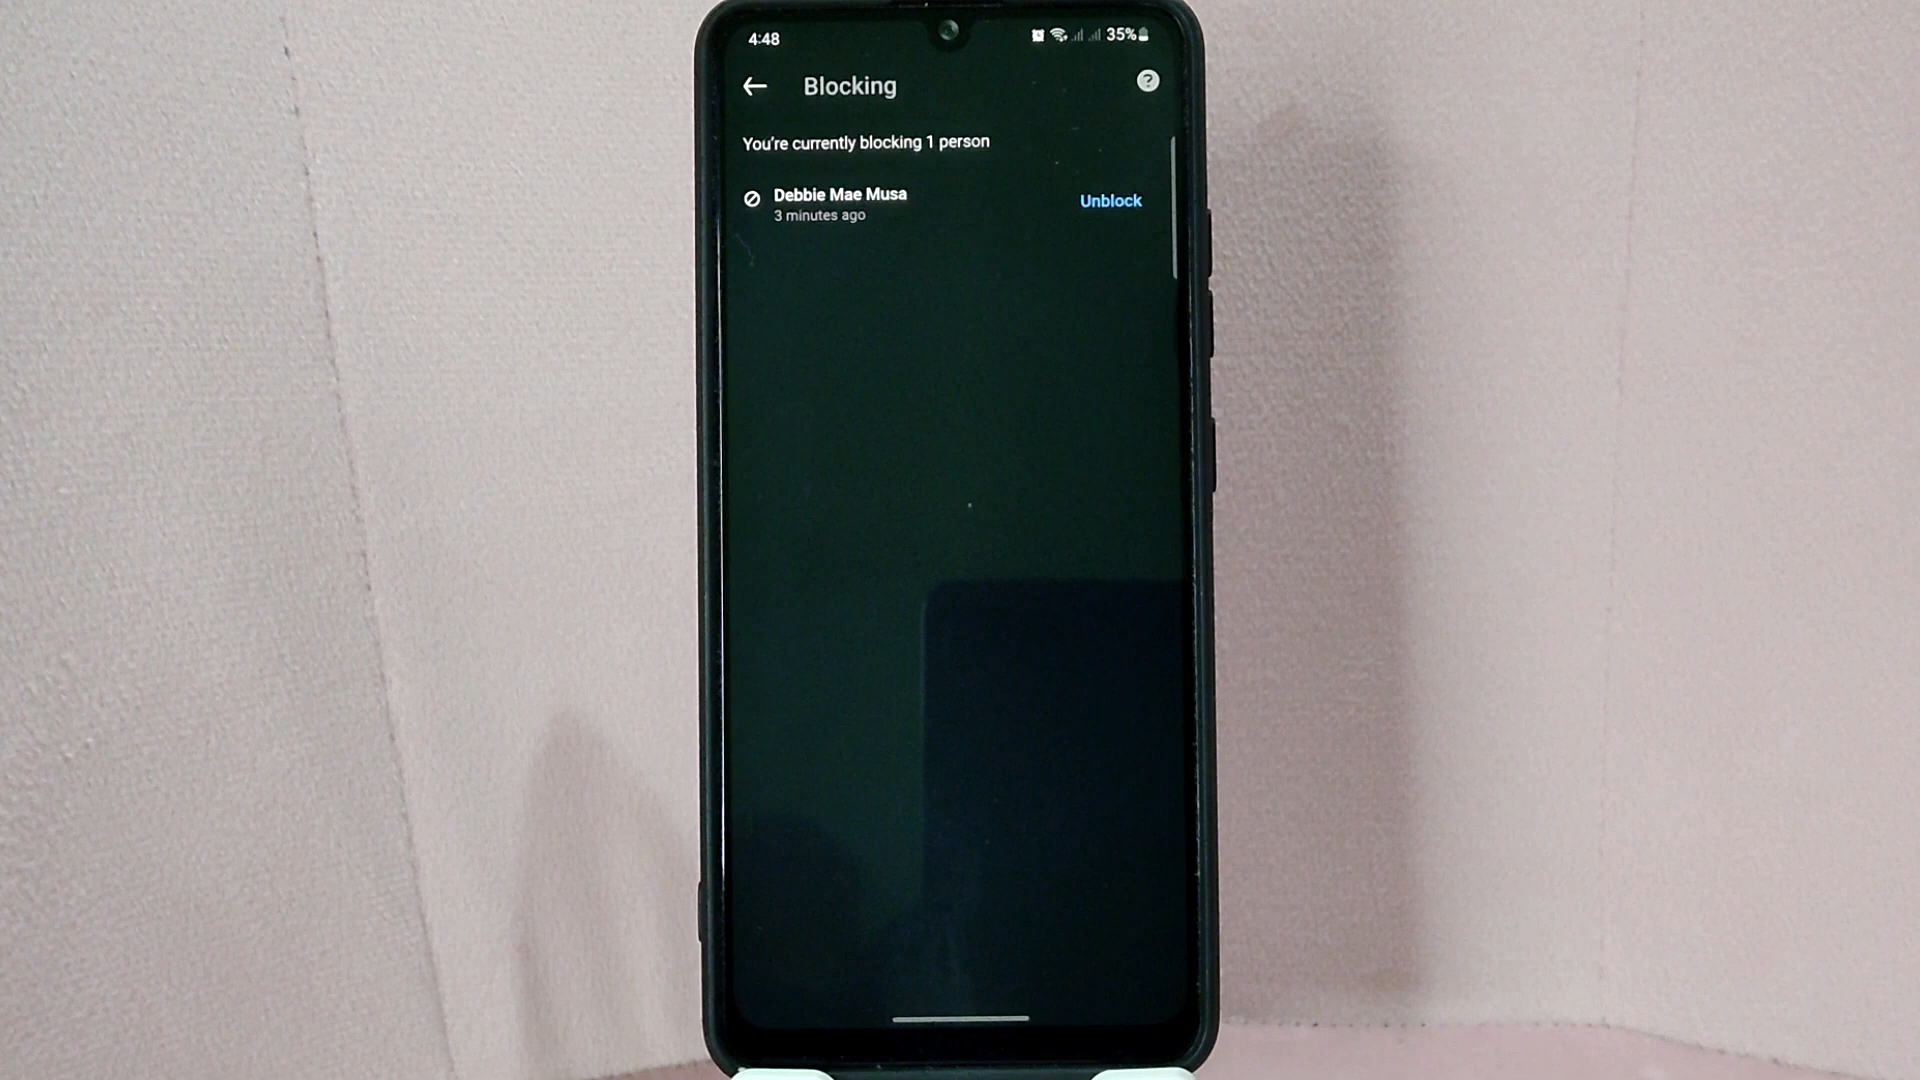 4:48
35%
Blocking
?
You're currently blocking 1 person
Debbie Mae Musa
Unblock
3 minutes ago